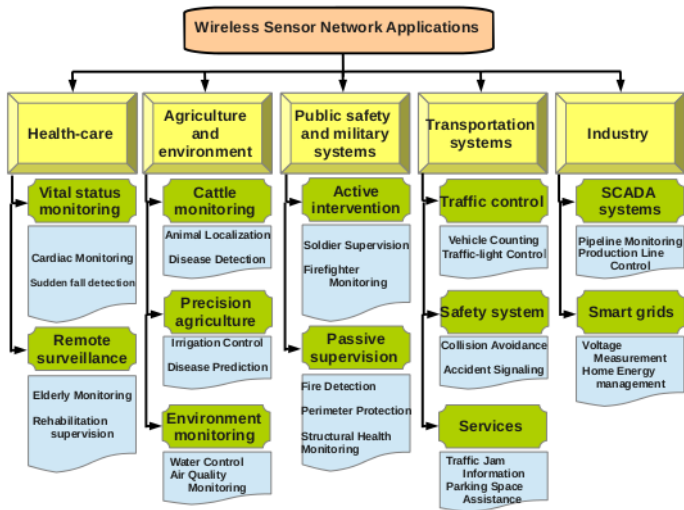 Wireless Sensor Network Applications
Health-care
Vital status
monitoring
Cardiac Monitoring
Sudden fall detection
Remote
surveillance
Elderly Monitoring
Rehabilitation
supervision
Agriculture
and
environment
Cattle
monitoring
Animal Localization
Disease Detection
Precision
agriculture
Irrigation Control
Disease Prediction
Environment
monitoring
Water Control
Air Quality
Monitoring
Public safety
and military
systems
Active
intervention
Soldier Supervision
Firefighter
Monitoring
Passive
supervision
Fire Detection
Perimeter Protection
Structural Health
Monitoring
Transportation
systems
Traffic control
Vehicle Counting
Traffic-light Control
Safety system
Collision Avoidance
Accident Signaling
Services
Traffic Jam
Information
Parking Space
Assistance
Industry
SCADA
systems
Pipeline Monitoring
Production Line
Control
Smart grids
Voltage
Measurement
Home Energy
management